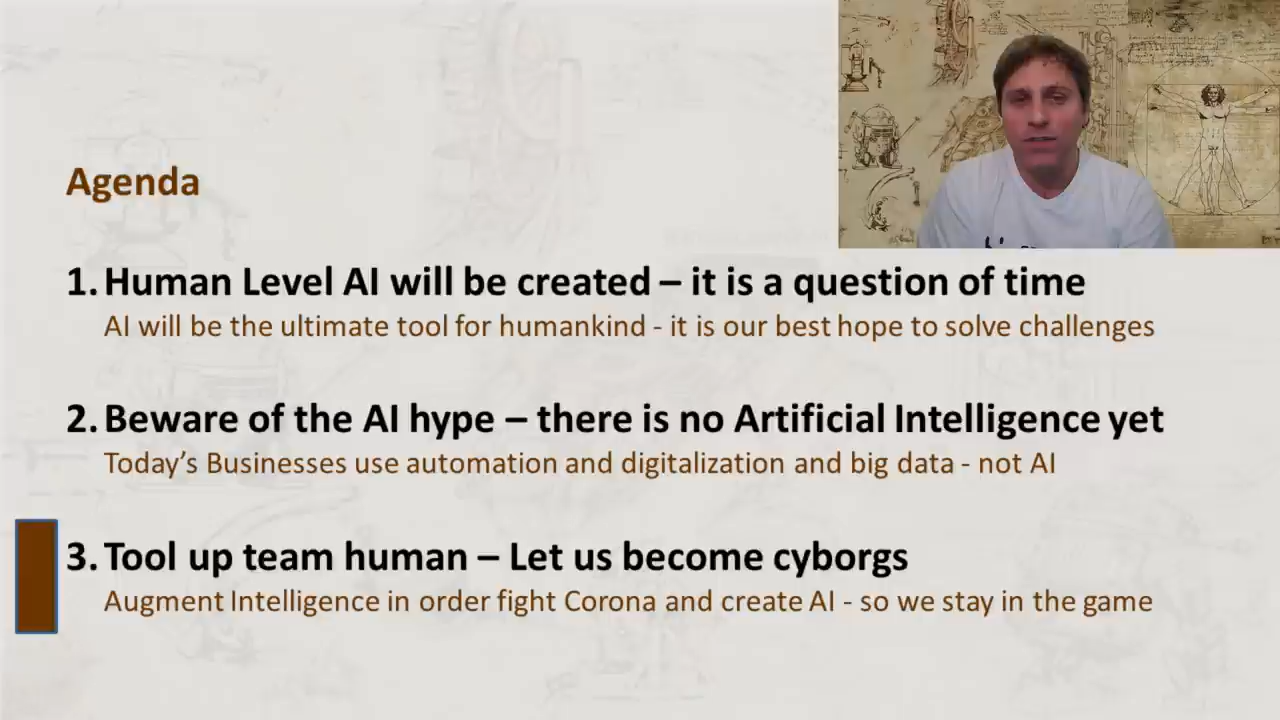 Agenda
1. Human Level AI will be created – it is a question of time
AI will be the ultimate tool for humankind - it is our best hope to solve challenges
2. Beware of the AI hype – there is no Artificial Intelligence yet
Today’s Businesses use automation and digitalization and big data - not AI
3. Tool up team human – Let us become cyborgs
Augment Intelligence in order fight Corona and create AI - so we stay in the game